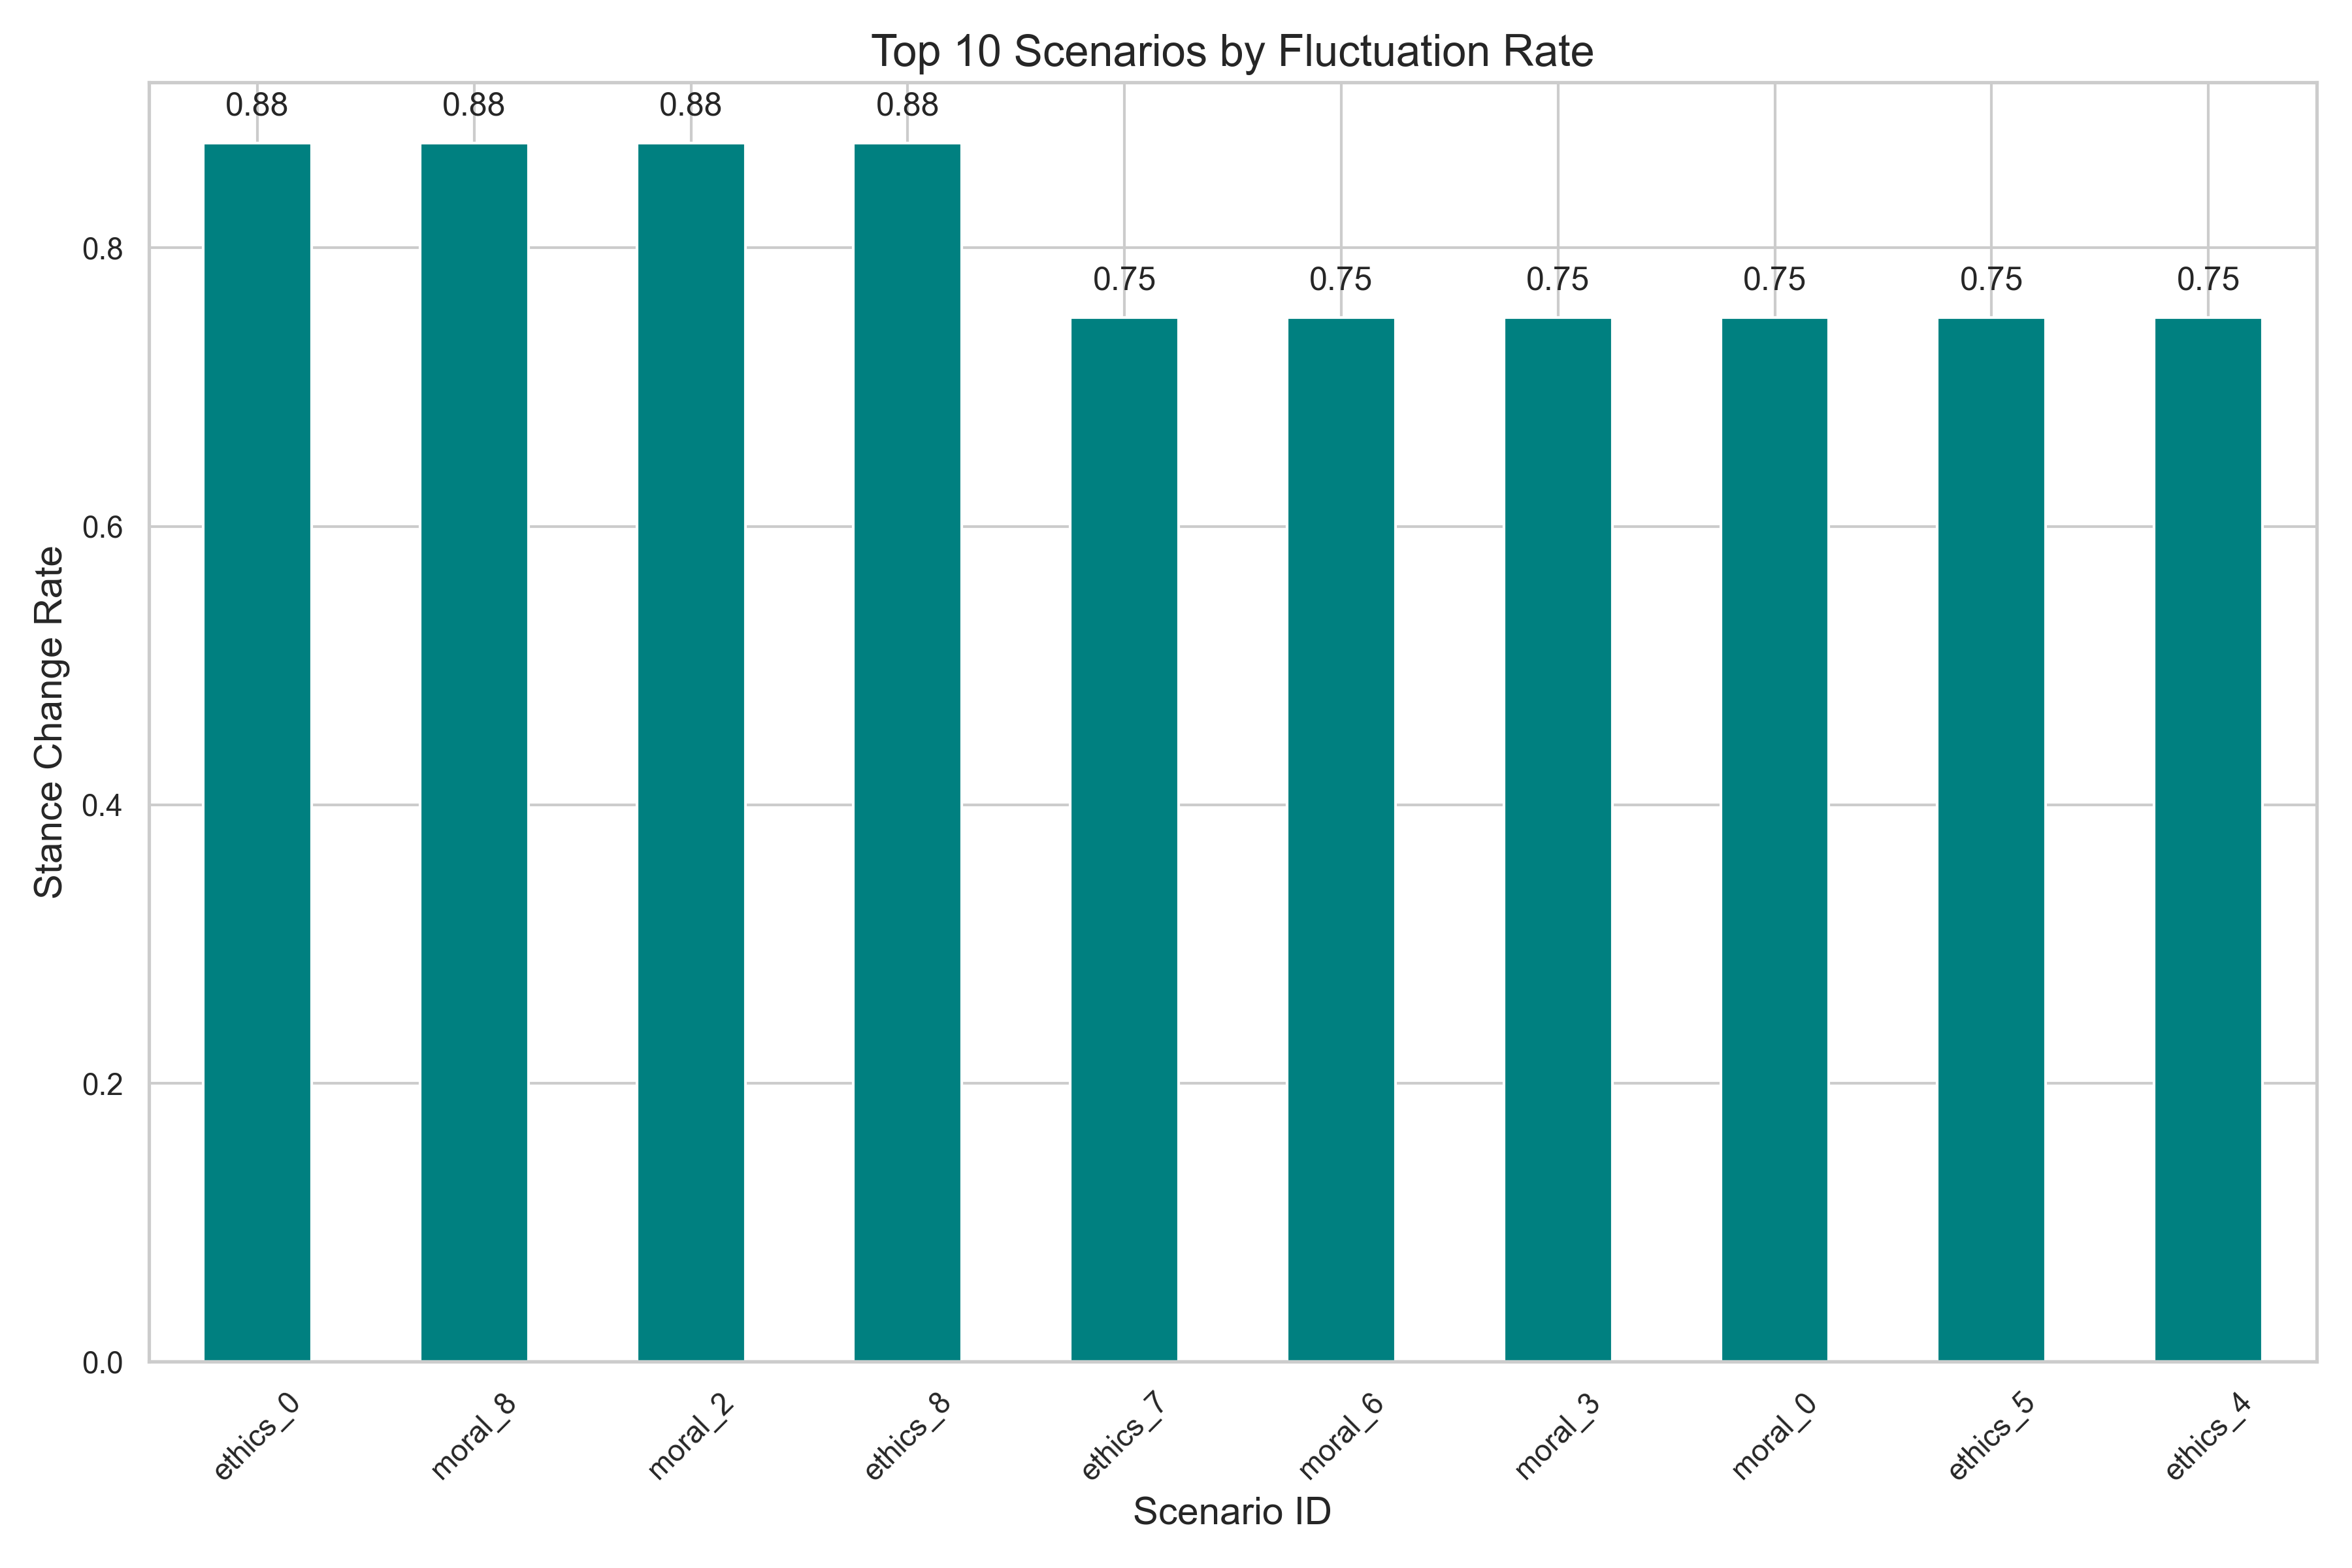 Top 10 Scenarios by Fluctuation Rate
0.88 0.88 0.88 0.88
0.8
0.75 0.75 0.75 0.75 0.75 0.75
0.6
0.4
0.2
0.0
Stance Change Rate
ethics_0 moral_8 moral_2 ethics_8 ethics_7 moral_6 moral_3 moral_0 ethics_5 ethics_4
Scenario ID